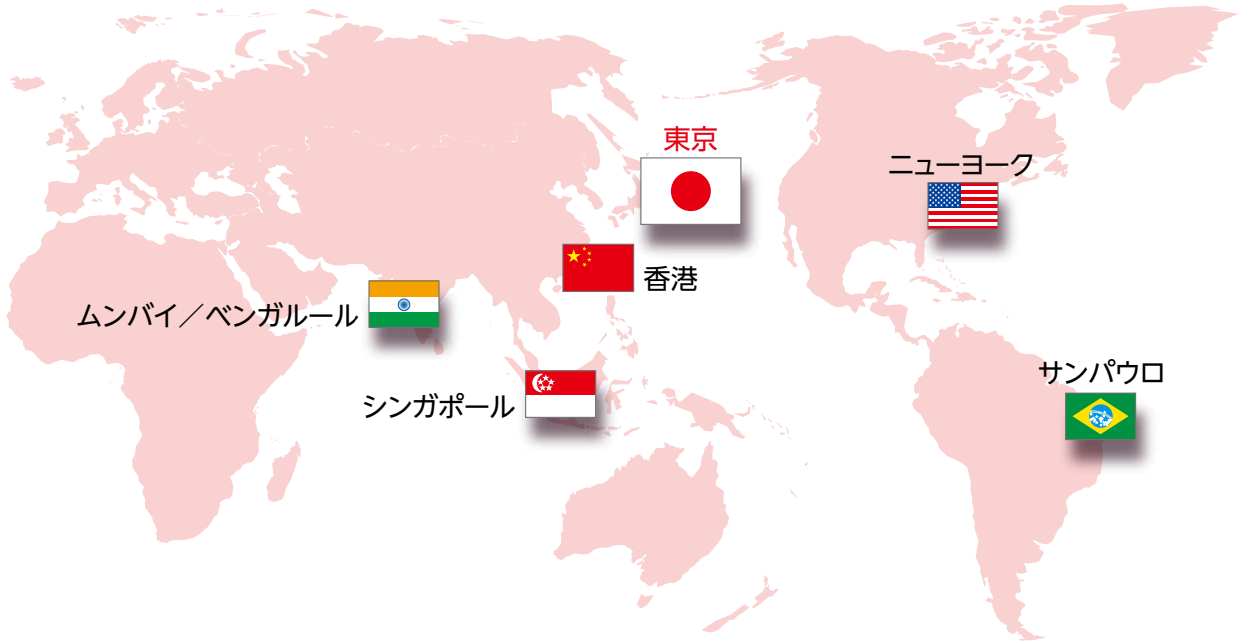 東京
ニューヨーク
香港
ムンバイ／ベンガルール
サンパウロ
シンガポール